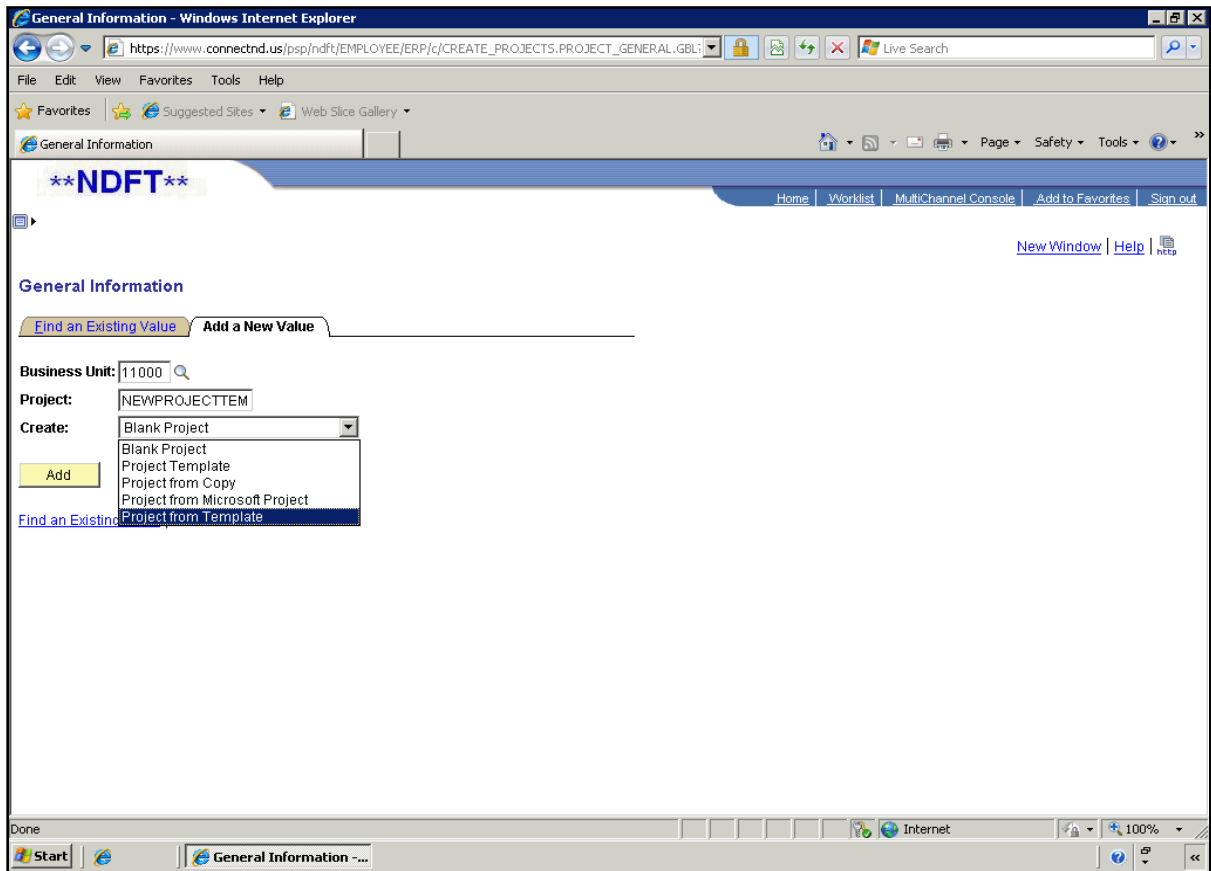 General Information - Windows Internet Explorer
https://www.connectnd.us/psp/ndft/EMPLOYEE/ERP/c/CREATE_PROJECTS.PROJECT_GENERAL.GBL?
Live Search
File Edit View Favorites Tools Help
Favorites Suggested Sites Web Slice Gallery
General Information Page Safety Tools
**NDFT**
Home Worklist MultiChannel Console Add to Favorites Sign out
New Window | Help | http
General Information
Find an Existing Value Add a New Value
Business Unit: 11000
Project: NEWPROJECTTEM
Create: Blank Project
Blank Project
Project Template
Project from Copy
Project from Microsoft Project
Project from Template
Add
Find an Existing
Done Internet 100%
Start General Information -...